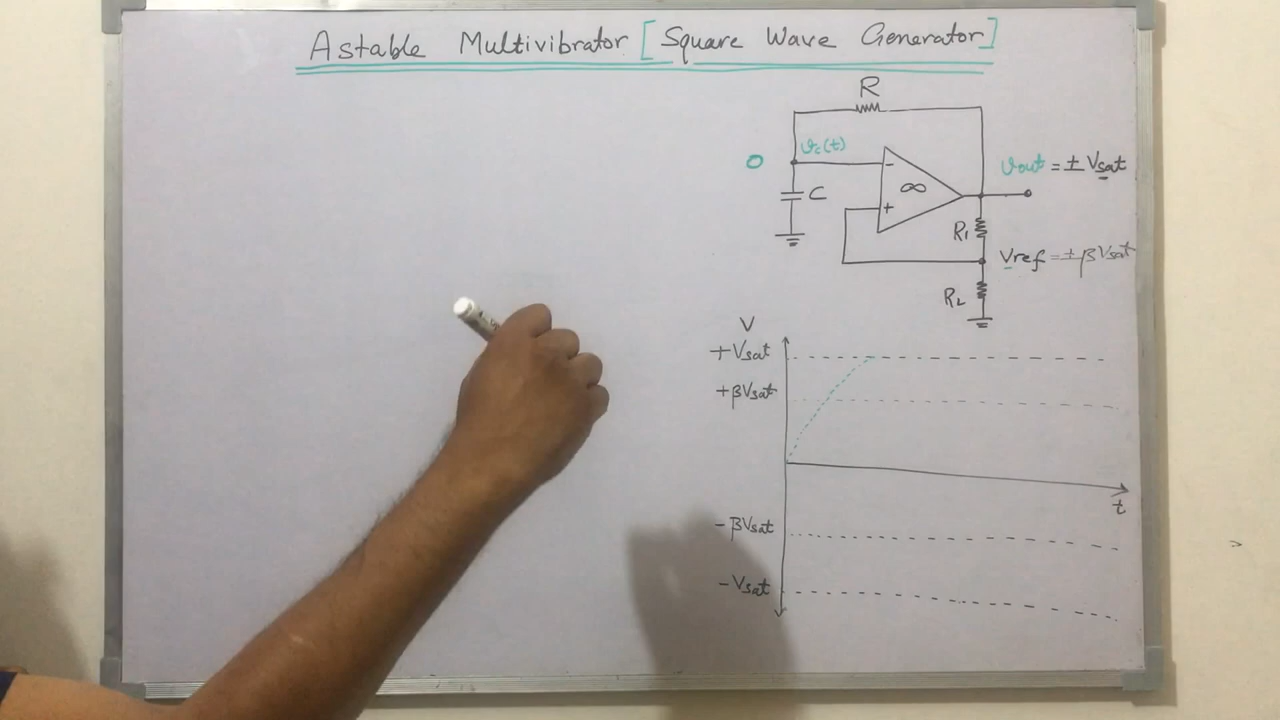 Astable Multivibrator [Square Wave Generator]
R
0
vc(t)
C
-
∞
+
vout = ± Vsat
R1
Vref = ± βVsat
R2
V
+Vsat
+βVsat
t
-βVsat
-Vsat